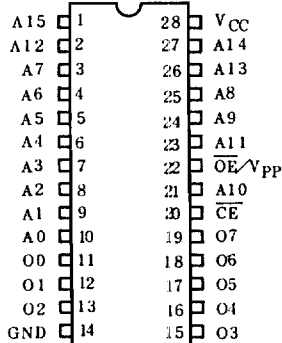 A15 1 28 VCC
A12 2 27 A14
A7 3 26 A13
A6 4 25 A8
A5 5 24 A9
A4 6 23 A11
A3 7 22 OE/VPP
A2 8 21 A10
A1 9 20 CE
A0 10 19 O7
O0 11 18 O6
O1 12 17 O5
O2 13 16 O4
GND 14 15 O3